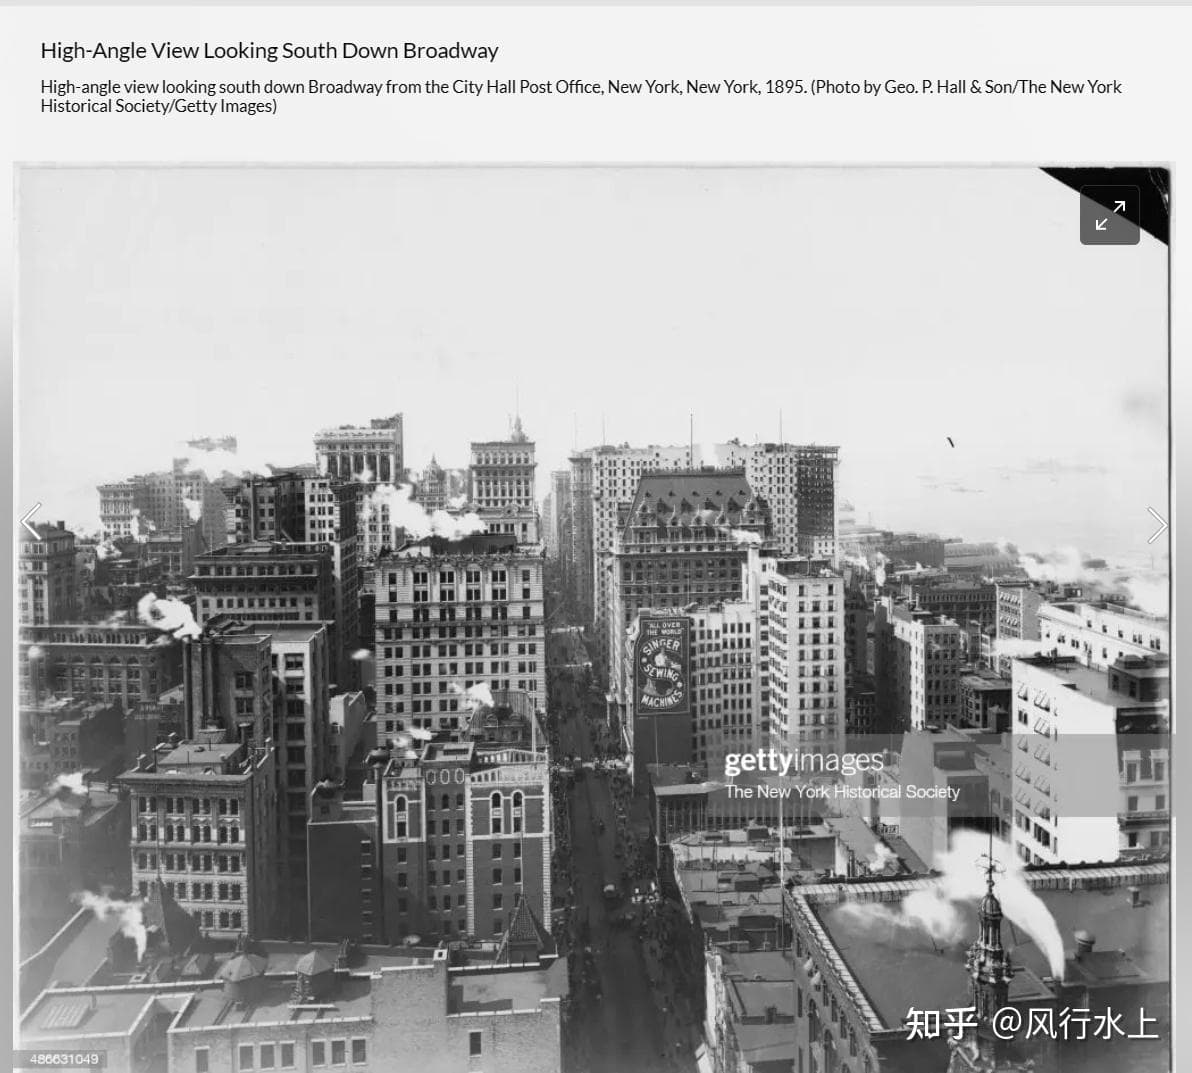 High-Angle View Looking South Down Broadway
High-angle view looking south down Broadway from the City Hall Post Office, New York, New York, 1895. (Photo by Geo. P. Hall & Son/The New York
Historical Society/Getty Images)
"ALL OVER
THE WORLD"
SINGER
SEWING
MACHINES
gettyimages
The New York Historical Society
知乎 @风行水上
486631049